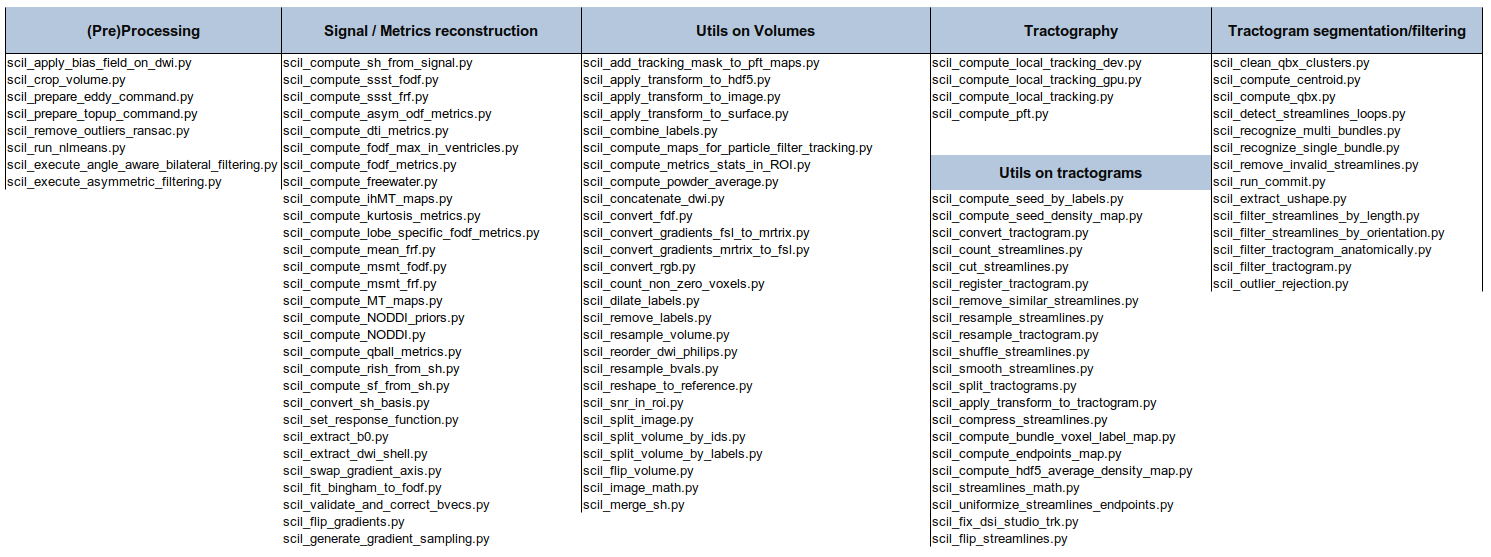 (Pre)Processing
scil_apply_bias_field_on_dwi.py
scil_crop_volume.py
scil_prepare_eddy_command.py
scil_prepare_topup_command.py
scil_remove_outliers_ransac.py
scil_run_nlmeans.py
scil_execute_angle_aware_bilateral_filtering.py
scil_execute_asymmetric_filtering.py
Signal / Metrics reconstruction
scil_compute_sh_from_signal.py
scil_compute_ssst_fodf.py
scil_compute_ssst_frf.py
scil_compute_asym_odf_metrics.py
scil_compute_dti_metrics.py
scil_compute_fodf_max_in_ventricles.py
scil_compute_fodf_metrics.py
scil_compute_freewater.py
scil_compute_ihMT_maps.py
scil_compute_kurtosis_metrics.py
scil_compute_lobe_specific_fodf_metrics.py
scil_compute_mean_frf.py
scil_compute_msmt_fodf.py
scil_compute_msmt_frf.py
scil_compute_MT_maps.py
scil_compute_NODDI_priors.py
scil_compute_NODDI.py
scil_compute_qball_metrics.py
scil_compute_rish_from_sh.py
scil_compute_sf_from_sh.py
scil_convert_sh_basis.py
scil_set_response_function.py
scil_extract_b0.py
scil_extract_dwi_shell.py
scil_swap_gradient_axis.py
scil_fit_bingham_to_fodf.py
scil_validate_and_correct_bvecs.py
scil_flip_gradients.py
scil_generate_gradient_sampling.py
Utils on Volumes
scil_add_tracking_mask_to_pft_maps.py
scil_apply_transform_to_hdf5.py
scil_apply_transform_to_image.py
scil_apply_transform_to_surface.py
scil_combine_labels.py
scil_compute_maps_for_particle_filter_tracking.py
scil_compute_metrics_stats_in_ROI.py
scil_compute_powder_average.py
scil_concatenate_dwi.py
scil_convert_fdf.py
scil_convert_gradients_fsl_to_mrtrix.py
scil_convert_gradients_mrtrix_to_fsl.py
scil_convert_rgb.py
scil_count_non_zero_voxels.py
scil_dilate_labels.py
scil_remove_labels.py
scil_resample_volume.py
scil_reorder_dwi_philips.py
scil_resample_bvals.py
scil_reshape_to_reference.py
scil_snr_in_roi.py
scil_split_image.py
scil_split_volume_by_ids.py
scil_split_volume_by_labels.py
scil_flip_volume.py
scil_image_math.py
scil_merge_sh.py
Tractography
scil_compute_local_tracking_dev.py
scil_compute_local_tracking_gpu.py
scil_compute_local_tracking.py
scil_compute_pft.py
Utils on tractograms
scil_compute_seed_by_labels.py
scil_compute_seed_density_map.py
scil_convert_tractogram.py
scil_count_streamlines.py
scil_cut_streamlines.py
scil_register_tractogram.py
scil_remove_similar_streamlines.py
scil_resample_streamlines.py
scil_resample_tractogram.py
scil_shuffle_streamlines.py
scil_smooth_streamlines.py
scil_split_tractograms.py
scil_apply_transform_to_tractogram.py
scil_compress_streamlines.py
scil_compute_bundle_voxel_label_map.py
scil_compute_endpoints_map.py
scil_compute_hdf5_average_density_map.py
scil_streamlines_math.py
scil_uniformize_streamlines_endpoints.py
scil_fix_dsi_studio_trk.py
scil_flip_streamlines.py
Tractogram segmentation/filtering
scil_clean_qbx_clusters.py
scil_compute_centroid.py
scil_compute_qbx.py
scil_detect_streamlines_loops.py
scil_recognize_multi_bundles.py
scil_recognize_single_bundle.py
scil_remove_invalid_streamlines.py
scil_run_commit.py
scil_extract_ushape.py
scil_filter_streamlines_by_length.py
scil_filter_streamlines_by_orientation.py
scil_filter_tractogram_anatomically.py
scil_filter_tractogram.py
scil_outlier_rejection.py